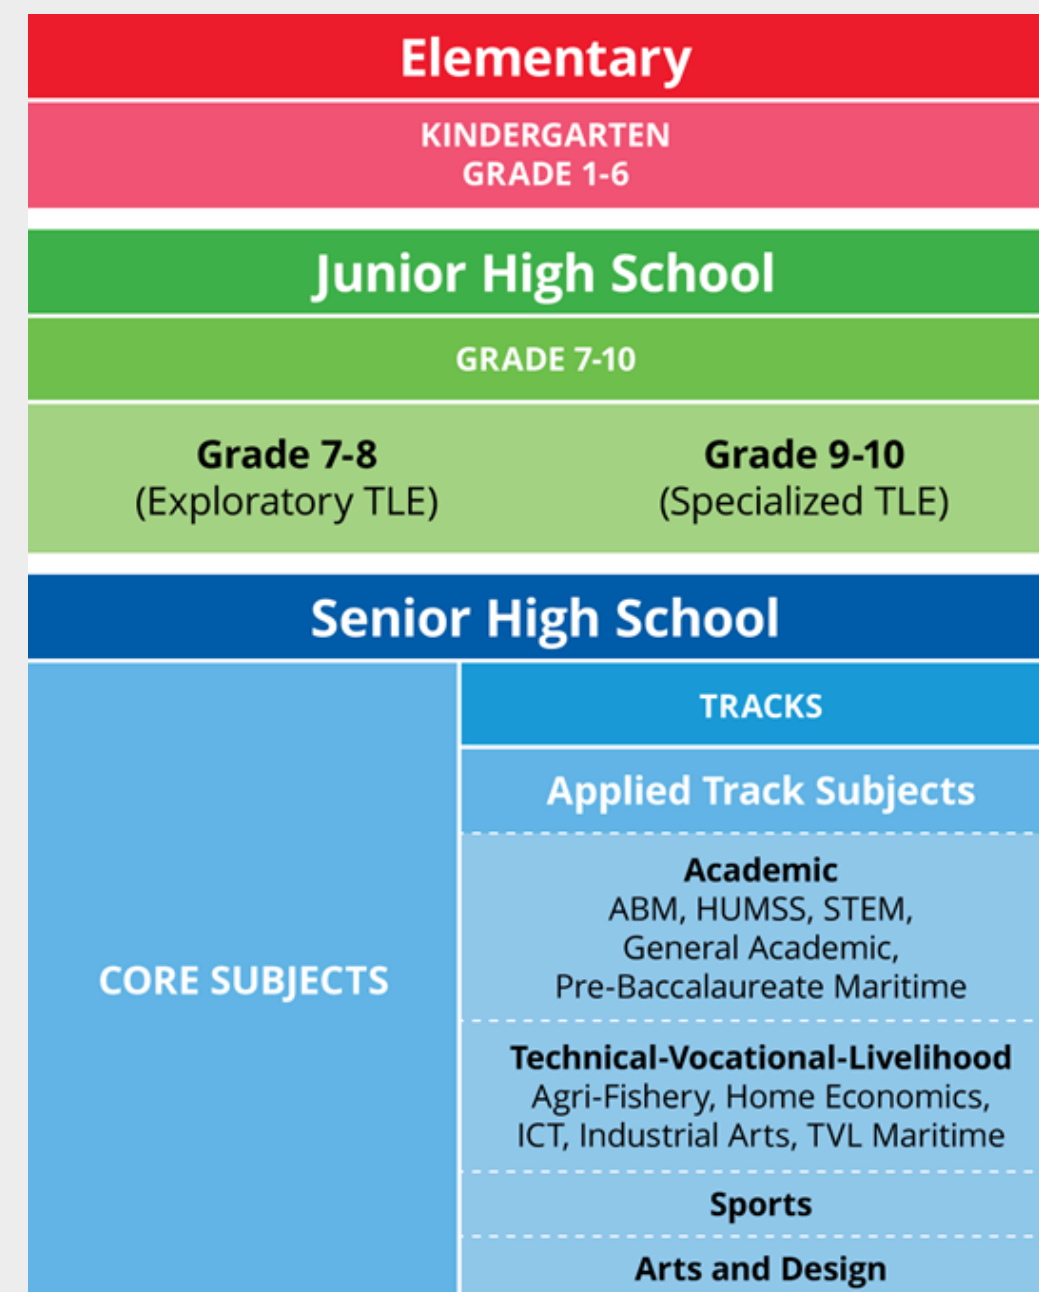 Elementary
KINDERGARTEN
GRADE 1-6
Junior High School
GRADE 7-10
Grade 7-8
(Exploratory TLE)
Grade 9-10
(Specialized TLE)
Senior High School
CORE SUBJECTS
TRACKS
Applied Track Subjects
Academic
ABM, HUMSS, STEM,
General Academic,
Pre-Baccalaureate Maritime
Technical-Vocational-Livelihood
Agri-Fishery, Home Economics,
ICT, Industrial Arts, TVL Maritime
Sports
Arts and Design